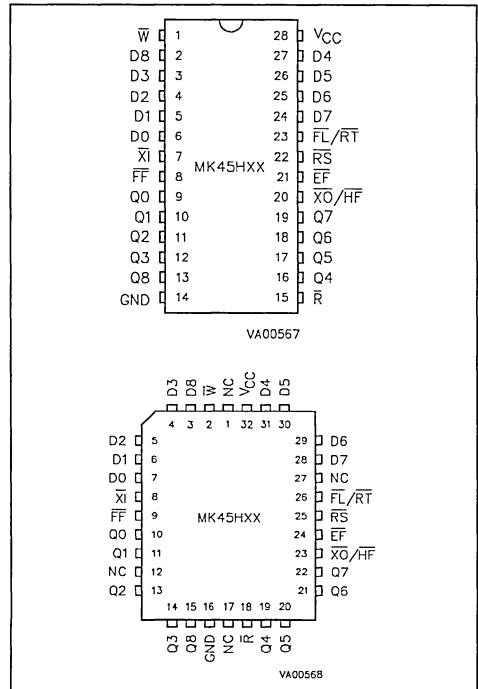 W̅ 1 28 VCC
D8 2 27 D4
D3 3 26 D5
D2 4 25 D6
D1 5 24 D7
D0 6 23 F̅L̅/R̅T̅
X̅I̅ 7 22 R̅S̅
MK45HXX
F̅F̅ 8 21 E̅F̅
Q0 9 20 X̅O̅/H̅F̅
Q1 10 19 Q7
Q2 11 18 Q6
Q3 12 17 Q5
Q8 13 16 Q4
GND 14 15 R̅
VA00567
D3 D8 W̅ NC VCC D4 D5
4 3 2 1 32 31 30
D2 5 29 D6
D1 6 28 D7
D0 7 27 NC
X̅I̅ 8 26 F̅L̅/R̅T̅
F̅F̅ 9 MK45HXX 25 R̅S̅
Q0 10 24 E̅F̅
Q1 11 23 X̅O̅/H̅F̅
NC 12 22 Q7
Q2 13 21 Q6
14 15 16 17 18 19 20
Q3 Q8 GND NC R̅ Q4 Q5
VA00568